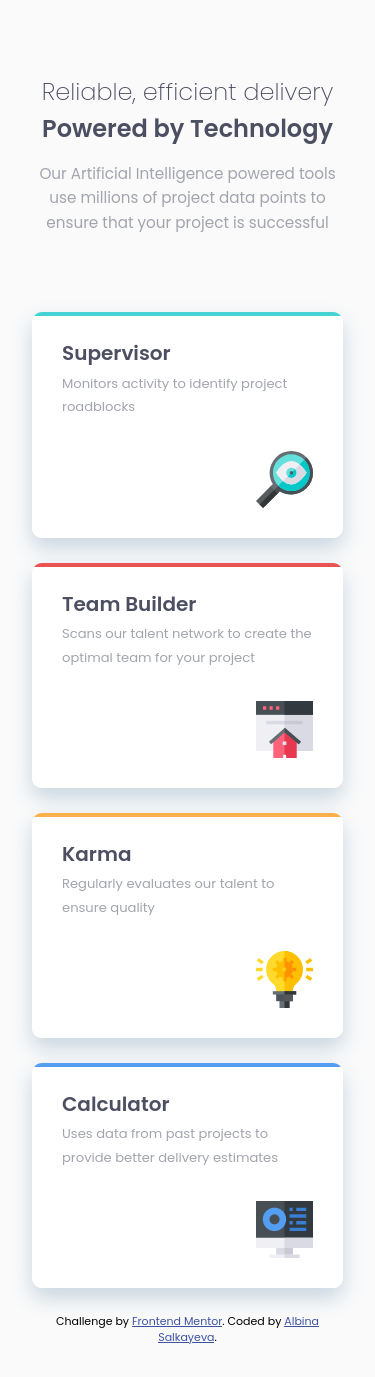 Reliable, efficient delivery
Powered by Technology
Our Artificial Intelligence powered tools
use millions of project data points to
ensure that your project is successful
Supervisor
Monitors activity to identify project
roadblocks
Team Builder
Scans our talent network to create the
optimal team for your project
Karma
Regularly evaluates our talent to
ensure quality
Calculator
Uses data from past projects to
provide better delivery estimates
Challenge by Frontend Mentor. Coded by Albina
Salkayeva.